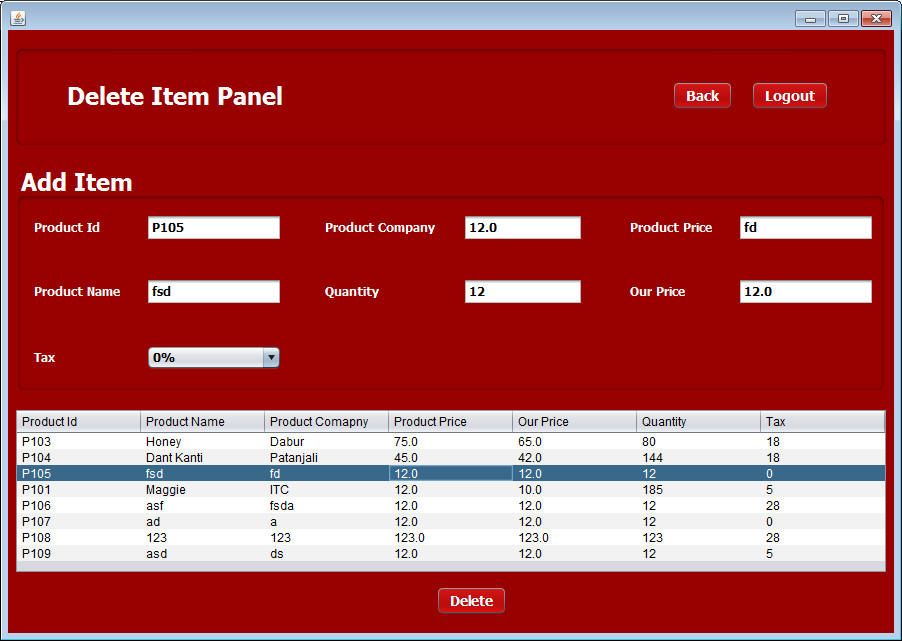 Delete Item Panel Back Logout
Add Item
Product Id P105 Product Company 12.0 Product Price fd
Product Name fsd Quantity 12 Our Price 12.0
Tax 0%
Product Id Product Name Product Comapny Product Price Our Price Quantity Tax
P103 Honey Dabur 75.0 65.0 80 18
P104 Dant Kanti Patanjali 45.0 42.0 144 18
P105 fsd fd 12.0 12.0 12 0
P101 Maggie ITC 12.0 10.0 185 5
P106 asf fsda 12.0 12.0 12 28
P107 ad a 12.0 12.0 12 0
P108 123 123 123.0 123.0 123 28
P109 asd ds 12.0 12.0 12 5
Delete